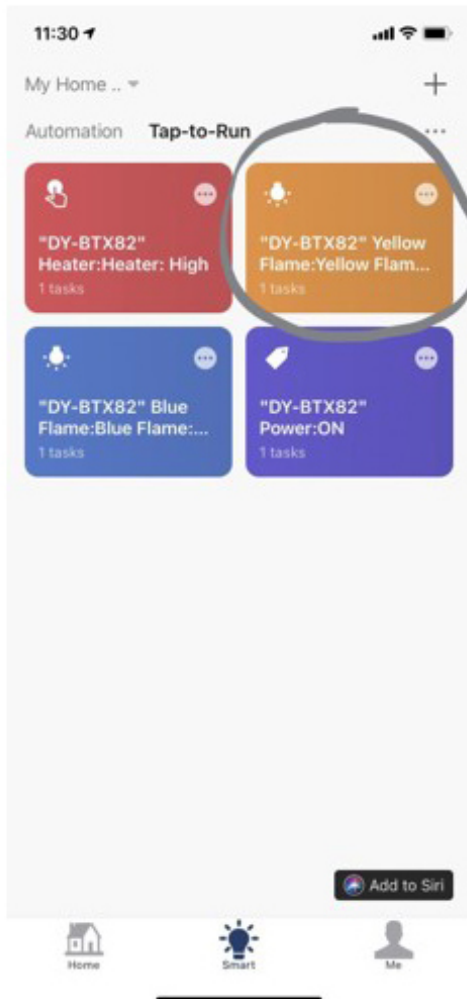 11:30
My Home ..
Automation Tap-to-Run
"DY-BTX82"
Heater:Heater: High
1 tasks
"DY-BTX82" Yellow
Flame:Yellow Flam...
1 tasks
"DY-BTX82" Blue
Flame:Blue Flame:...
1 tasks
"DY-BTX82"
Power:ON
1 tasks
Add to Siri
Home
Smart
Me